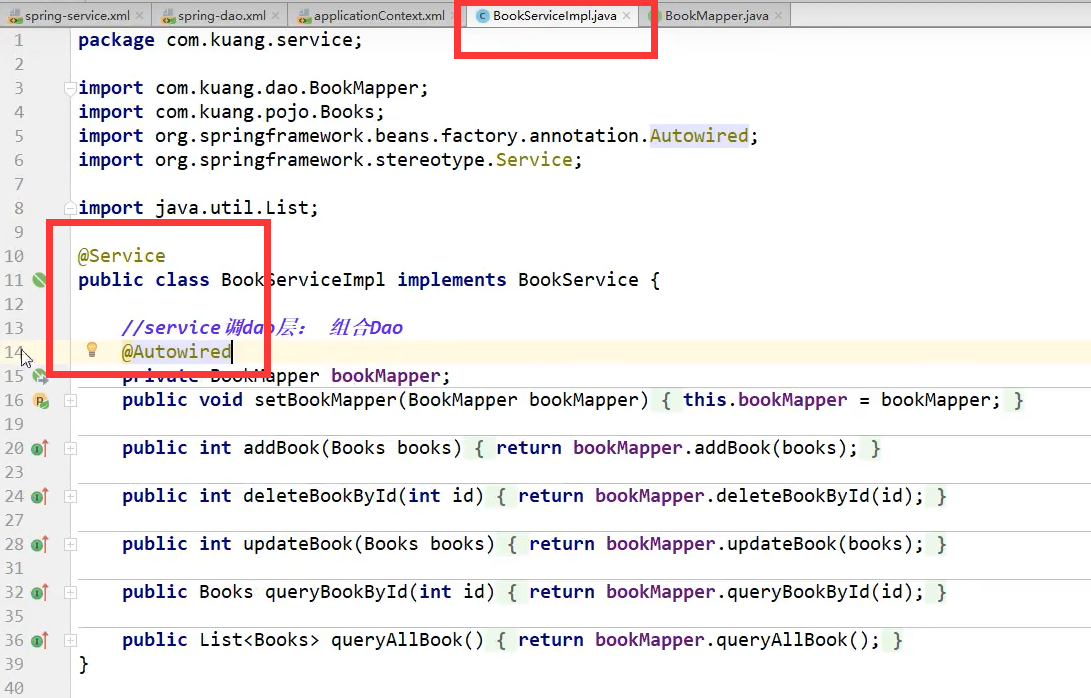 spring-service.xml spring-dao.xml applicationContext.xml BookServiceImpl.java BookMapper.java
1 package com.kuang.service;
2
3 import com.kuang.dao.BookMapper;
4 import com.kuang.pojo.Books;
5 import org.springframework.beans.factory.annotation.Autowired;
6 import org.springframework.stereotype.Service;
7
8 import java.util.List;
9
10 @Service
11 public class BookServiceImpl implements BookService {
12
13 //service调dao层： 组合Dao
14 @Autowired
15 private BookMapper bookMapper;
16 public void setBookMapper(BookMapper bookMapper) { this.bookMapper = bookMapper; }
19
20 public int addBook(Books books) { return bookMapper.addBook(books); }
23
24 public int deleteBookById(int id) { return bookMapper.deleteBookById(id); }
27
28 public int updateBook(Books books) { return bookMapper.updateBook(books); }
31
32 public Books queryBookById(int id) { return bookMapper.queryBookById(id); }
35
36 public List<Books> queryAllBook() { return bookMapper.queryAllBook(); }
39 }
40